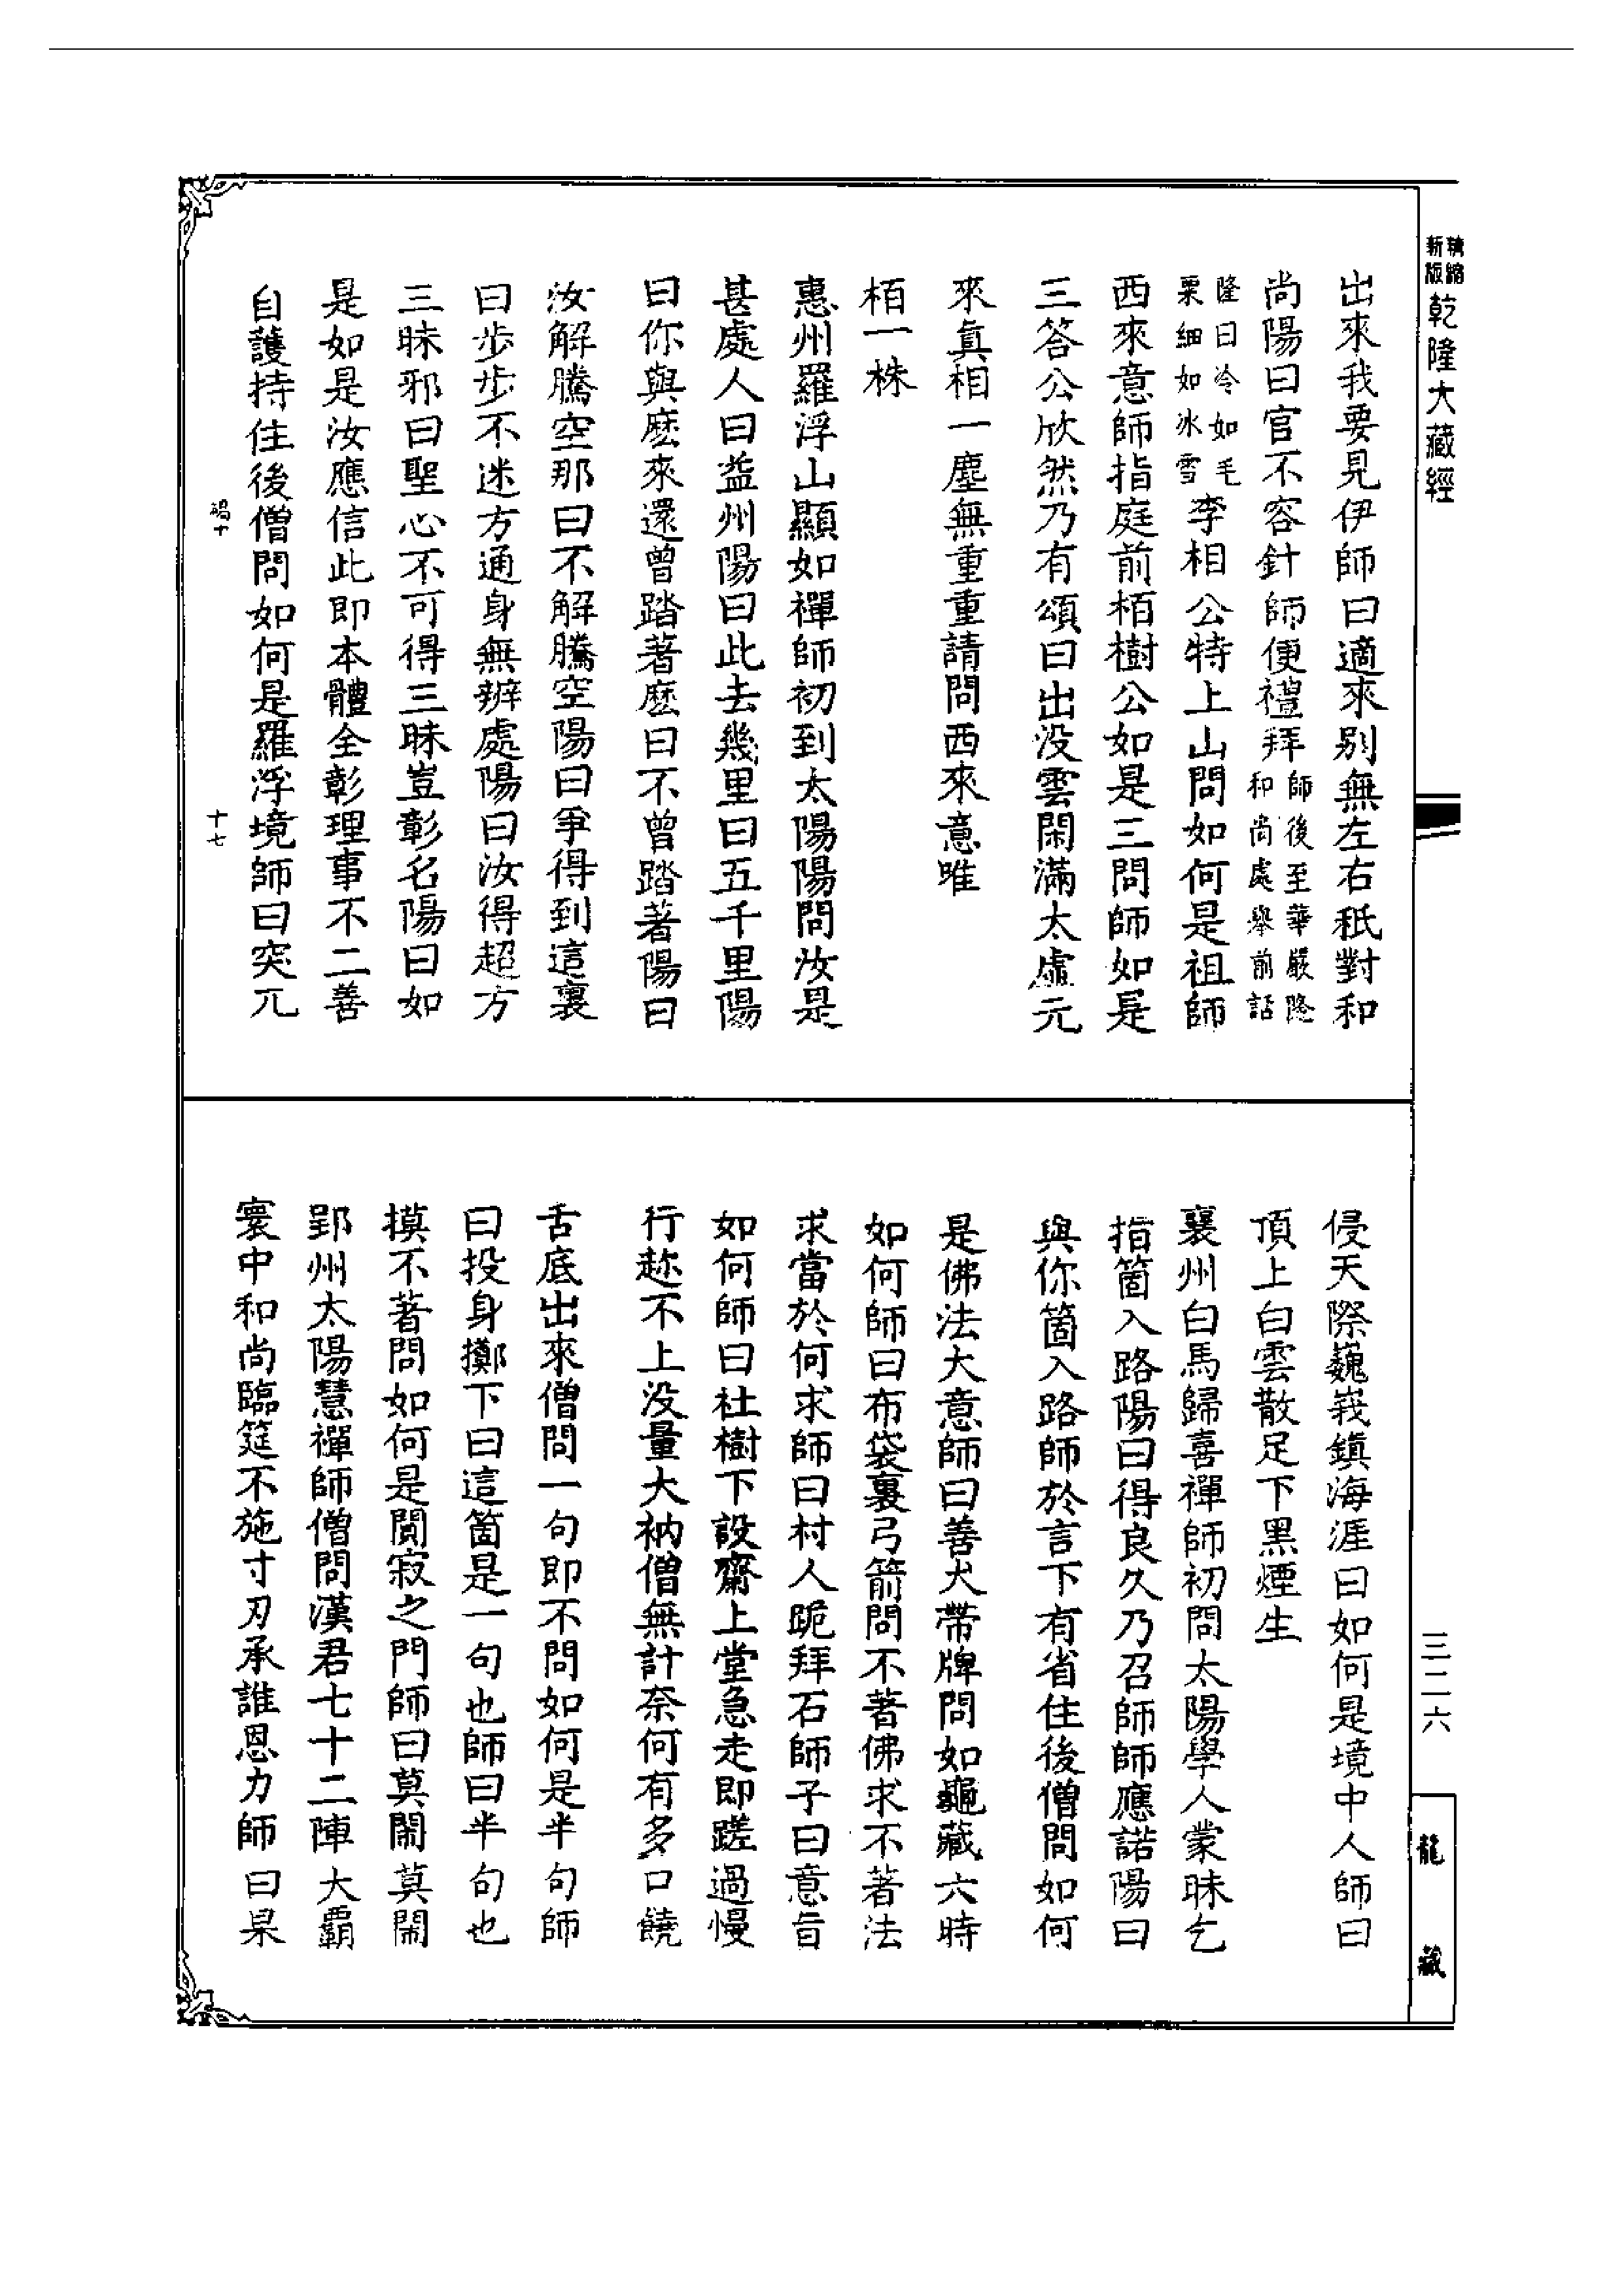 精縮
新版
乾隆大藏經
出來我要見伊師曰適來別無左右秖對和
尚陽曰官不容針師便禮拜師後至華嚴隆和尚處舉前話
隆曰冷如毛粟細如冰雪李相公特上山問如何是祖師
西來意師指庭前栢樹公如是三問師如是
三答公欣然乃有頌曰出没雲閑滿太虛元
來真相一塵無重重請問西來意唯
栢一株
惠州羅浮山顯如禪師初到太陽陽問汝是
甚處人曰益州陽曰此去幾里曰五千里陽
曰你與麽來還曾踏著麽曰不曾踏著陽曰
汝解騰空那曰不解騰空陽曰爭得到這裏
曰步步不迷方通身無辨處陽曰汝得超方
三昧邪曰聖心不可得三昧豈彰名陽曰如
是如是汝應信此即本體全彰理事不二善
自護持住後僧問如何是羅浮境師曰突兀
十七
侵天際巍峩鎮海涯曰如何是境中人師曰
頂上白雲散足下黑煙生
襄州白馬歸喜禪師初問太陽學人蒙昧乞
指箇入路陽曰得良久乃召師師應諾陽曰
與你箇入路師於言下有省住後僧問如何
是佛法大意師曰善犬帶牌問如龜藏六時
如何師曰布袋裏弓箭問不著佛求不著法
求當於何求師曰村人跪拜石師子曰意旨
如何師曰社樹下設齋上堂急走即蹉過慢
行趂不上没量大衲僧無計奈何有多口饒
舌底出來僧問一句即不問如何是半句師
曰投身擲下曰這箇是一句也師曰半句也
摸不著問如何是闃寂之門師曰莫鬧莫鬧
郢州太陽慧禪師僧問漢君七十二陣大霸
寰中和尚臨筵不施寸刃承誰恩力師曰杲
三二六
龍藏